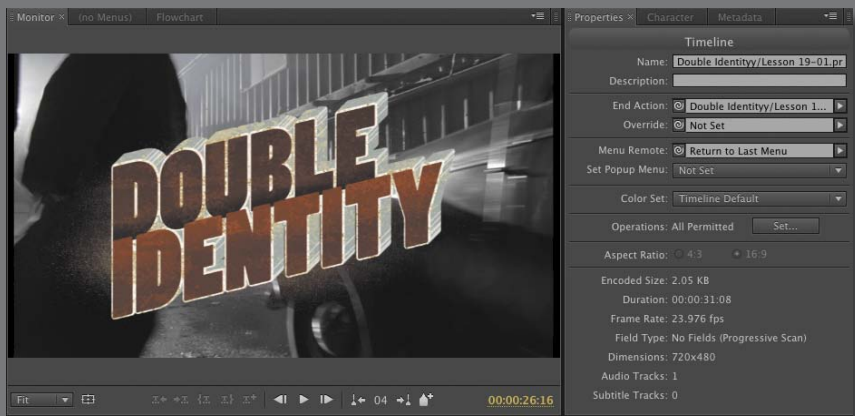 Monitor
(no Menus)
Flowchart
DOUBLE
IDENTITY
Fit
04
00:00:26:16
Properties
Character
Metadata
Timeline
Name: Double Identityy/Lesson 19-01.pr
Description:
End Action: Double Identityy/Lesson 1...
Override: Not Set
Menu Remote: Return to Last Menu
Set Popup Menu: Not Set
Color Set: Timeline Default
Operations: All Permitted Set...
Aspect Ratio: 4:3 16:9
Encoded Size: 2.05 KB
Duration: 00:00:31:08
Frame Rate: 23.976 fps
Field Type: No Fields (Progressive Scan)
Dimensions: 720x480
Audio Tracks: 1
Subtitle Tracks: 0